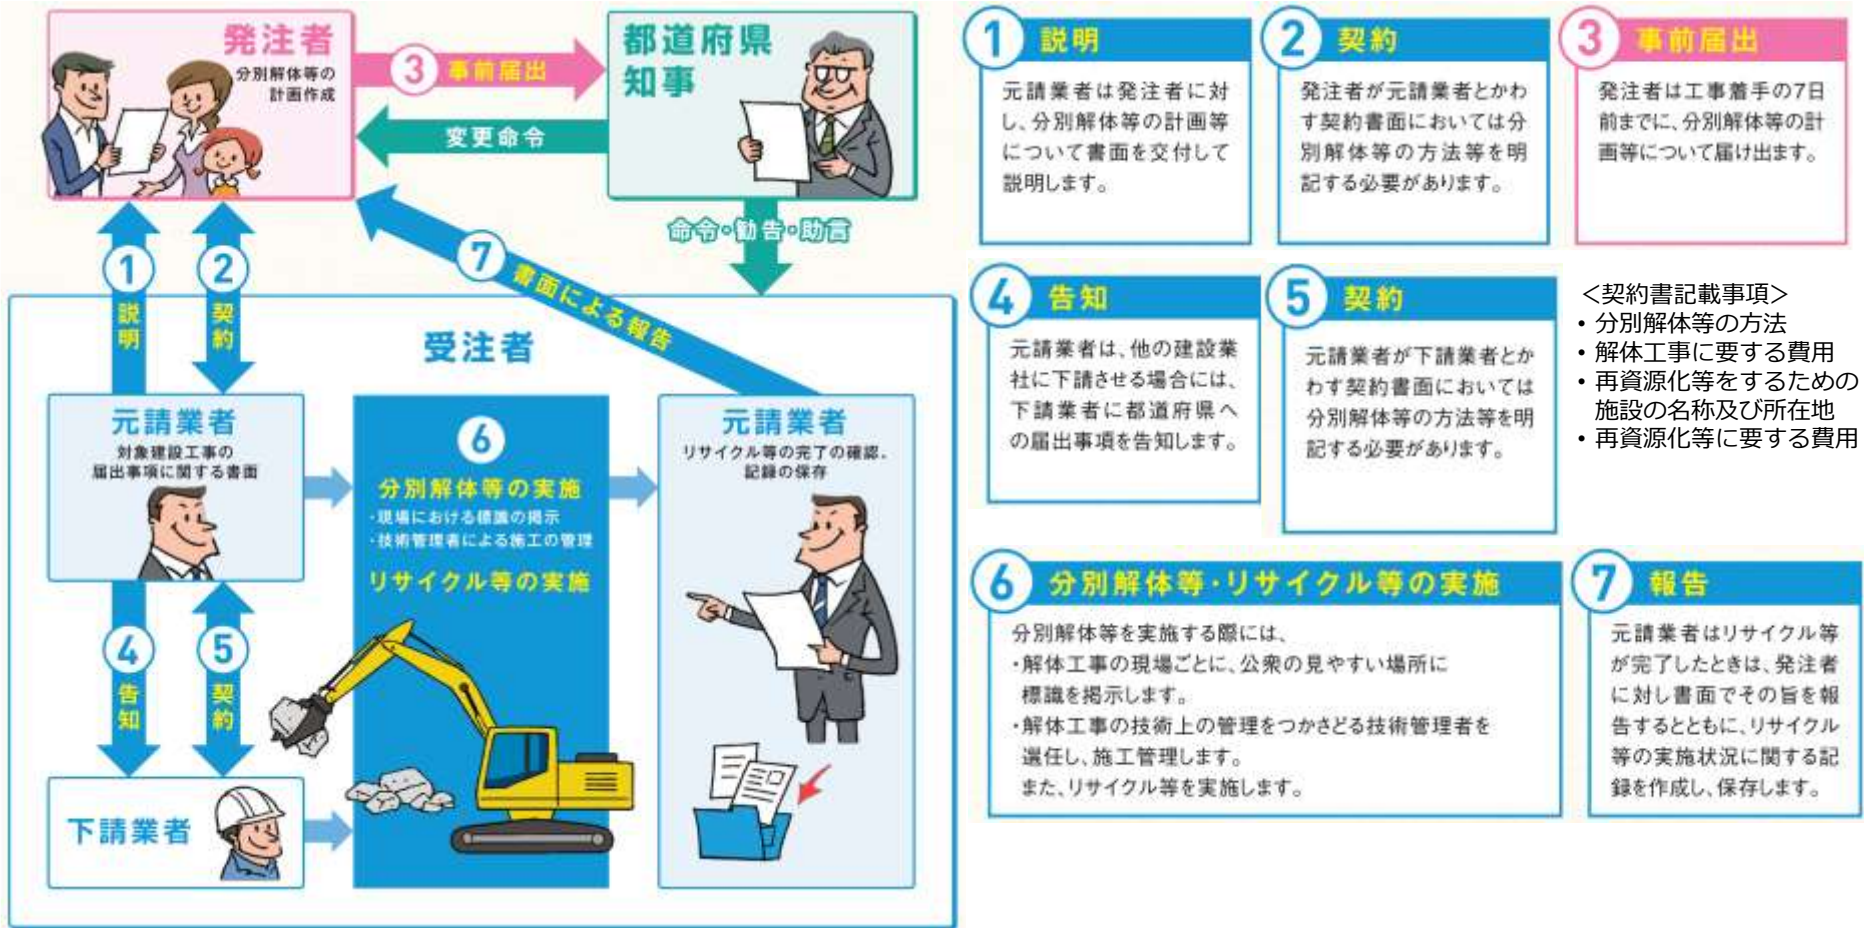 発注者
分別解体等の
計画作成
3 事前届出
変更命令
都道府県
知事
命令・勧告・助言
1 説明
2 契約
7 書面による報告
受注者
元請業者
対象建設工事の
届出事項に関する書面
6
分別解体等の実施
・現場における標識の掲示
・技術管理者による施工の管理
リサイクル等の実施
元請業者
リサイクル等の完了の確認、
記録の保存
4 告知
5 契約
下請業者
1 説明
元請業者は発注者に対
し、分別解体等の計画等
について書面を交付して
説明します。
2 契約
発注者が元請業者とかわ
す契約書面においては分
別解体等の方法等を明
記する必要があります。
3 事前届出
発注者は工事着手の7日
前までに、分別解体等の計
画等について届け出ます。
4 告知
元請業者は、他の建設業
社に下請させる場合には、
下請業者に都道府県へ
の届出事項を告知します。
5 契約
元請業者が下請業者とか
わす契約書面においては
分別解体等の方法等を明
記する必要があります。
＜契約書記載事項＞
• 分別解体等の方法
• 解体工事に要する費用
• 再資源化等をするための
施設の名称及び所在地
• 再資源化等に要する費用
6 分別解体等・リサイクル等の実施
分別解体等を実施する際には、
・解体工事の現場ごとに、公衆の見やすい場所に
標識を掲示します。
・解体工事の技術上の管理をつかさどる技術管理者を
選任し、施工管理します。
また、リサイクル等を実施します。
7 報告
元請業者はリサイクル等
が完了したときは、発注者
に対し書面でその旨を報
告するとともに、リサイクル
等の実施状況に関する記
録を作成し、保存します。